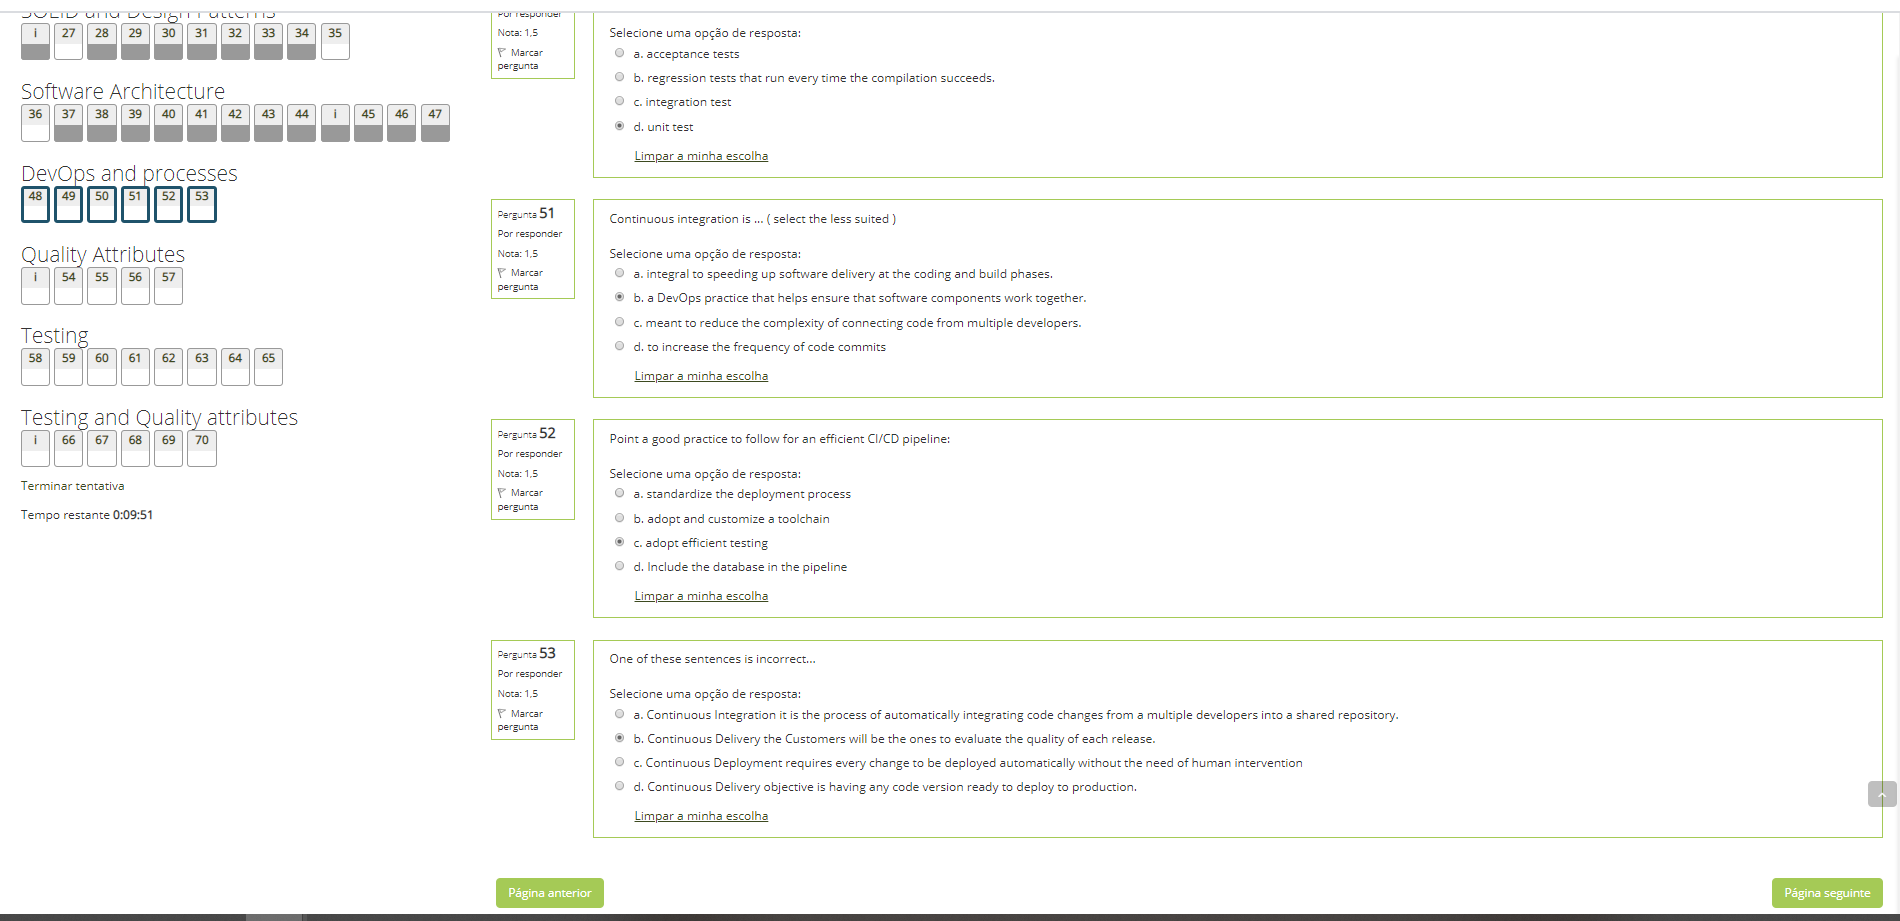 SOLID and Design Patterns
i 27 28 29 30 31 32 33 34 35
Software Architecture
36 37 38 39 40 41 42 43 44 i 45 46 47
DevOps and processes
48 49 50 51 52 53
Quality Attributes
i 54 55 56 57
Testing
58 59 60 61 62 63 64 65
Testing and Quality attributes
i 66 67 68 69 70
Terminar tentativa
Tempo restante 0:09:51
Por responder
Nota: 1,5
Marcar
pergunta
Selecione uma opção de resposta:
a. acceptance tests
b. regression tests that run every time the compilation succeeds.
c. integration test
d. unit test
Limpar a minha escolha
Pergunta 51
Por responder
Nota: 1,5
Marcar
pergunta
Continuous integration is ... ( select the less suited )
Selecione uma opção de resposta:
a. integral to speeding up software delivery at the coding and build phases.
b. a DevOps practice that helps ensure that software components work together.
c. meant to reduce the complexity of connecting code from multiple developers.
d. to increase the frequency of code commits
Limpar a minha escolha
Pergunta 52
Por responder
Nota: 1,5
Marcar
pergunta
Point a good practice to follow for an efficient CI/CD pipeline:
Selecione uma opção de resposta:
a. standardize the deployment process
b. adopt and customize a toolchain
c. adopt efficient testing
d. Include the database in the pipeline
Limpar a minha escolha
Pergunta 53
Por responder
Nota: 1,5
Marcar
pergunta
One of these sentences is incorrect...
Selecione uma opção de resposta:
a. Continuous Integration it is the process of automatically integrating code changes from a multiple developers into a shared repository.
b. Continuous Delivery the Customers will be the ones to evaluate the quality of each release.
c. Continuous Deployment requires every change to be deployed automatically without the need of human intervention
d. Continuous Delivery objective is having any code version ready to deploy to production.
Limpar a minha escolha
Página anterior
Página seguinte